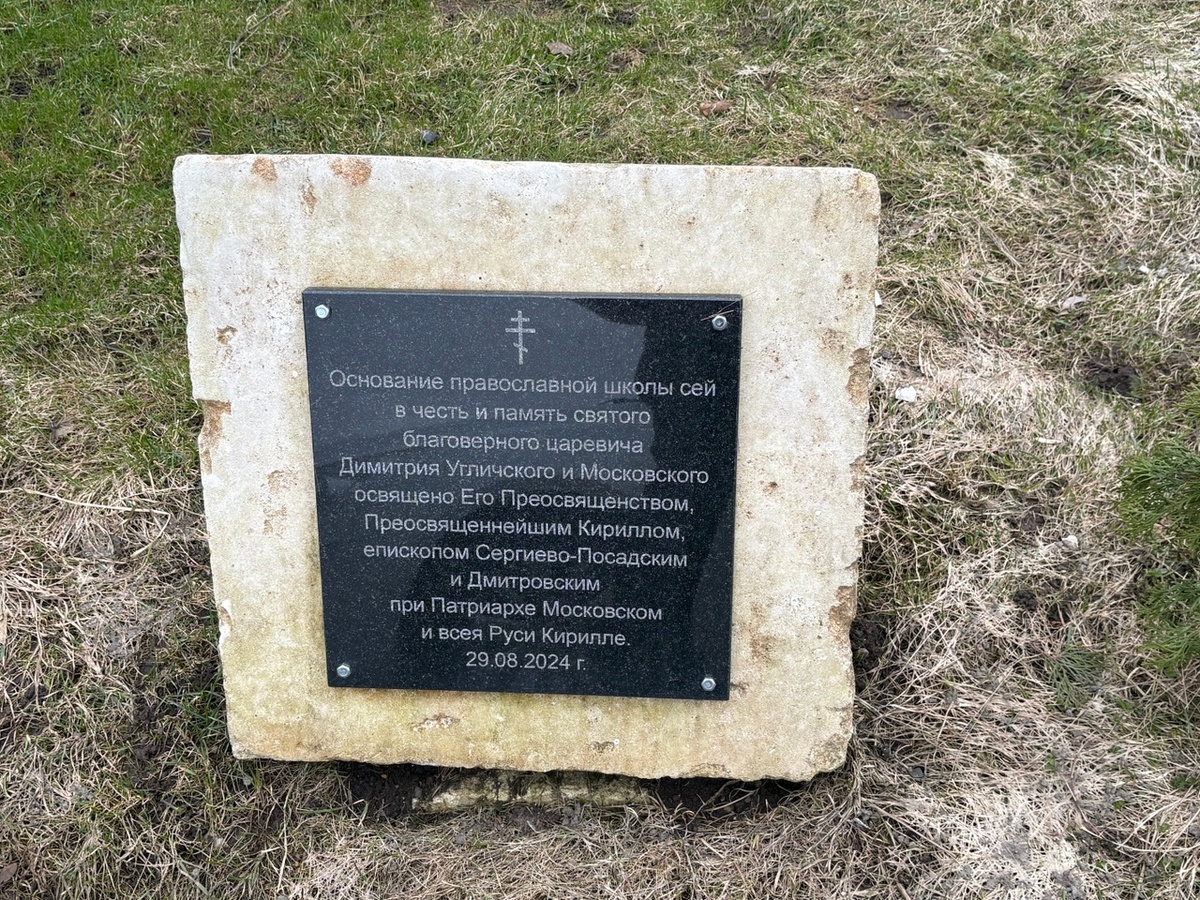 Основание православной школы сей
в честь и память святого
благоверного царевича
Димитрия Угличского и Московского
освящено Его Преосвященством,
Преосвященнейшим Кириллом,
епископом Сергиево-Посадским
и Дмитровским
при Патриархе Московском
и всея Руси Кирилле.
29.08.2024 г.